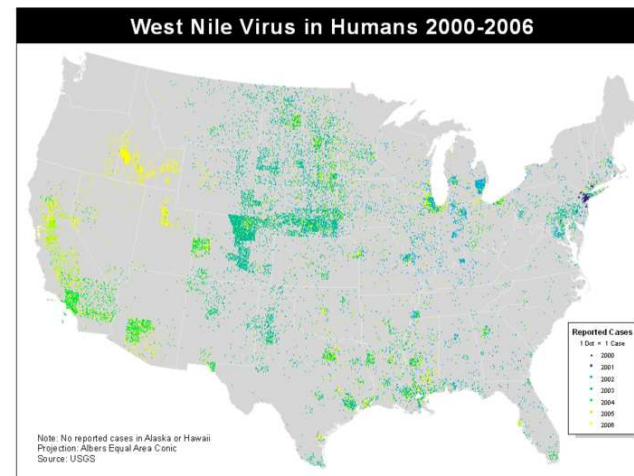 West Nile Virus in Humans 2000-2006
Reported Cases
1 Dot = 1 Case
2000
2001
2002
2003
2004
2005
2006
Note: No reported cases in Alaska or Hawaii
Projection: Albers Equal Area Conic
Source: USGS